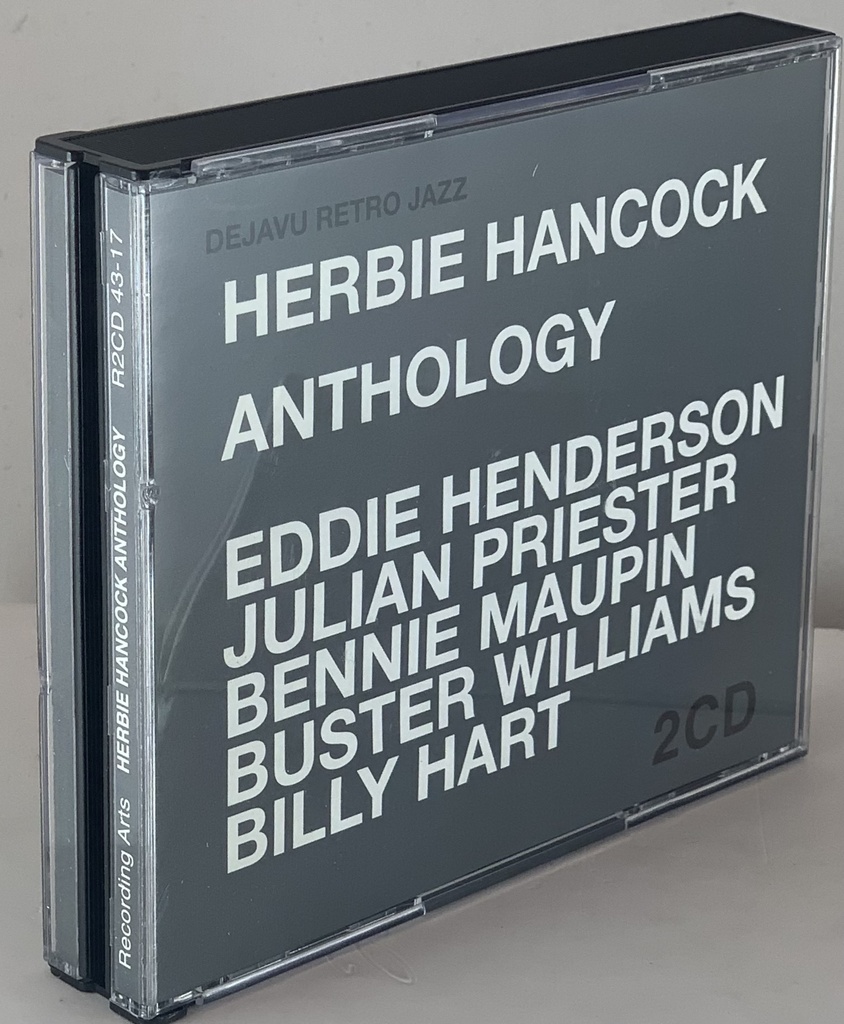 DEJAVU RETRO JAZZ
HERBIE HANCOCK
ANTHOLOGY
EDDIE HENDERSON
JULIAN PRIESTER
BENNIE MAUPIN
BUSTER WILLIAMS
BILLY HART
2CD
Recording Arts HERBIE HANCOCK ANTHOLOGY R2CD 43-17